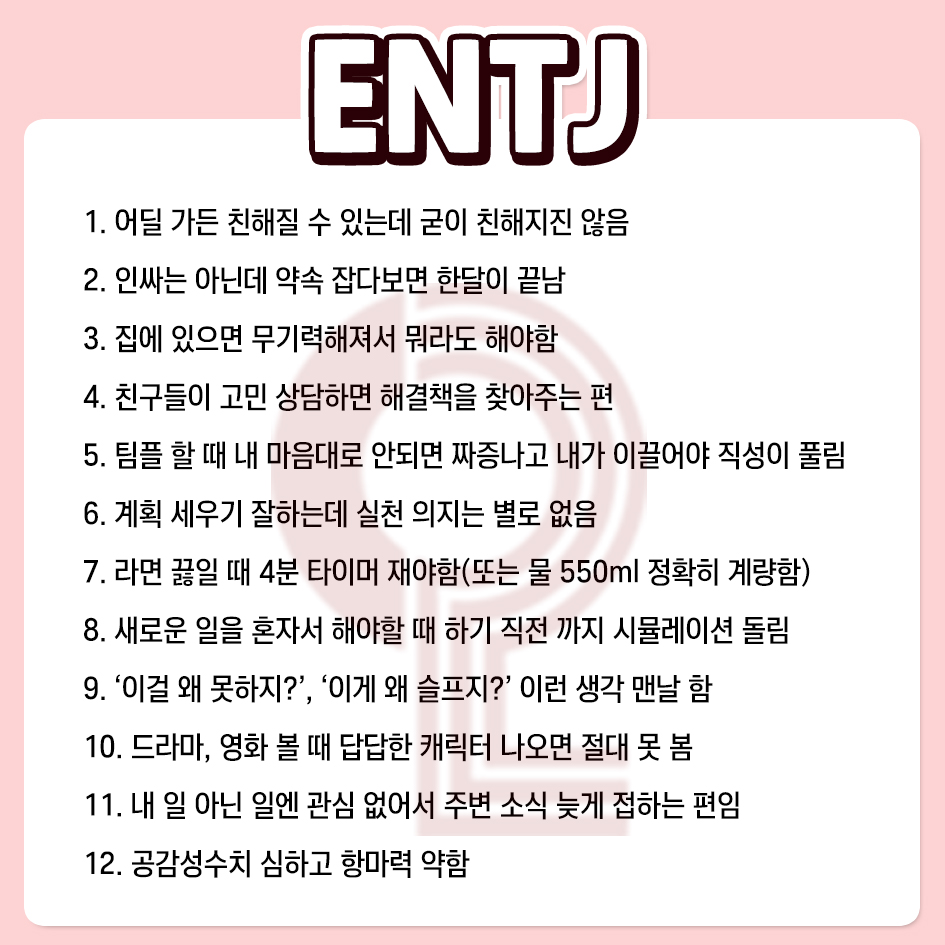 ENTJ
1. 어딜 가든 친해질 수 있는데 굳이 친해지진 않음
2. 인싸는 아닌데 약속 잡다보면 한달이 끝남
3. 집에 있으면 무기력해져서 뭐라도 해야함
4. 친구들이 고민 상담하면 해결책을 찾아주는 편
5. 팀플 할 때 내 마음대로 안되면 짜증나고 내가 이끌어야 직성이 풀림
6. 계획 세우기 잘하는데 실천 의지는 별로 없음
7. 라면 끓일 때 4분 타이머 재야함(또는 물 550ml 정확히 계량함)
8. 새로운 일을 혼자서 해야할 때 하기 직전 까지 시뮬레이션 돌림
9. ‘이걸 왜 못하지?’, ‘이게 왜 슬프지?’ 이런 생각 맨날 함
10. 드라마, 영화 볼 때 답답한 캐릭터 나오면 절대 못 봄
11. 내 일 아닌 일엔 관심 없어서 주변 소식 늦게 접하는 편임
12. 공감성수치 심하고 항마력 약함